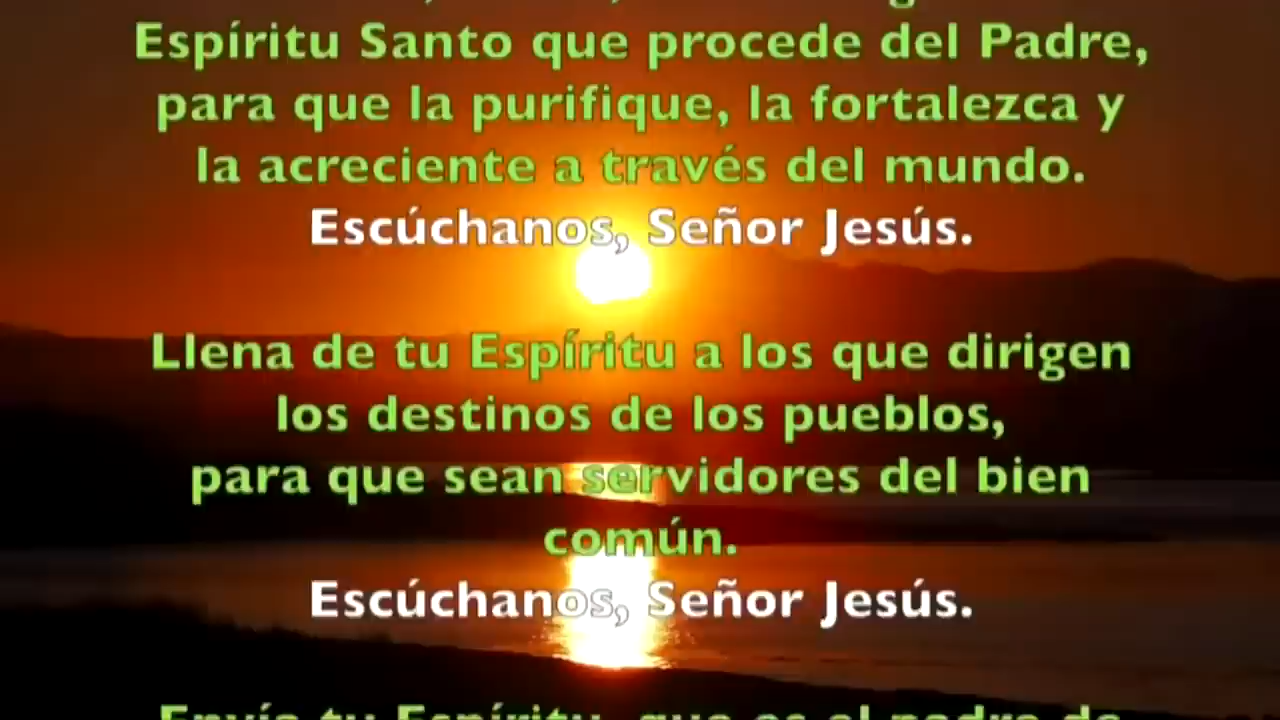 Espíritu Santo que procede del Padre,
para que la purifique, la fortalezca y
la acreciente a través del mundo.
Escúchanos, Señor Jesús.
Llena de tu Espíritu a los que dirigen
los destinos de los pueblos,
para que sean servidores del bien
común.
Escúchanos, Señor Jesús.
Envía tu Espíritu, que es el padre de